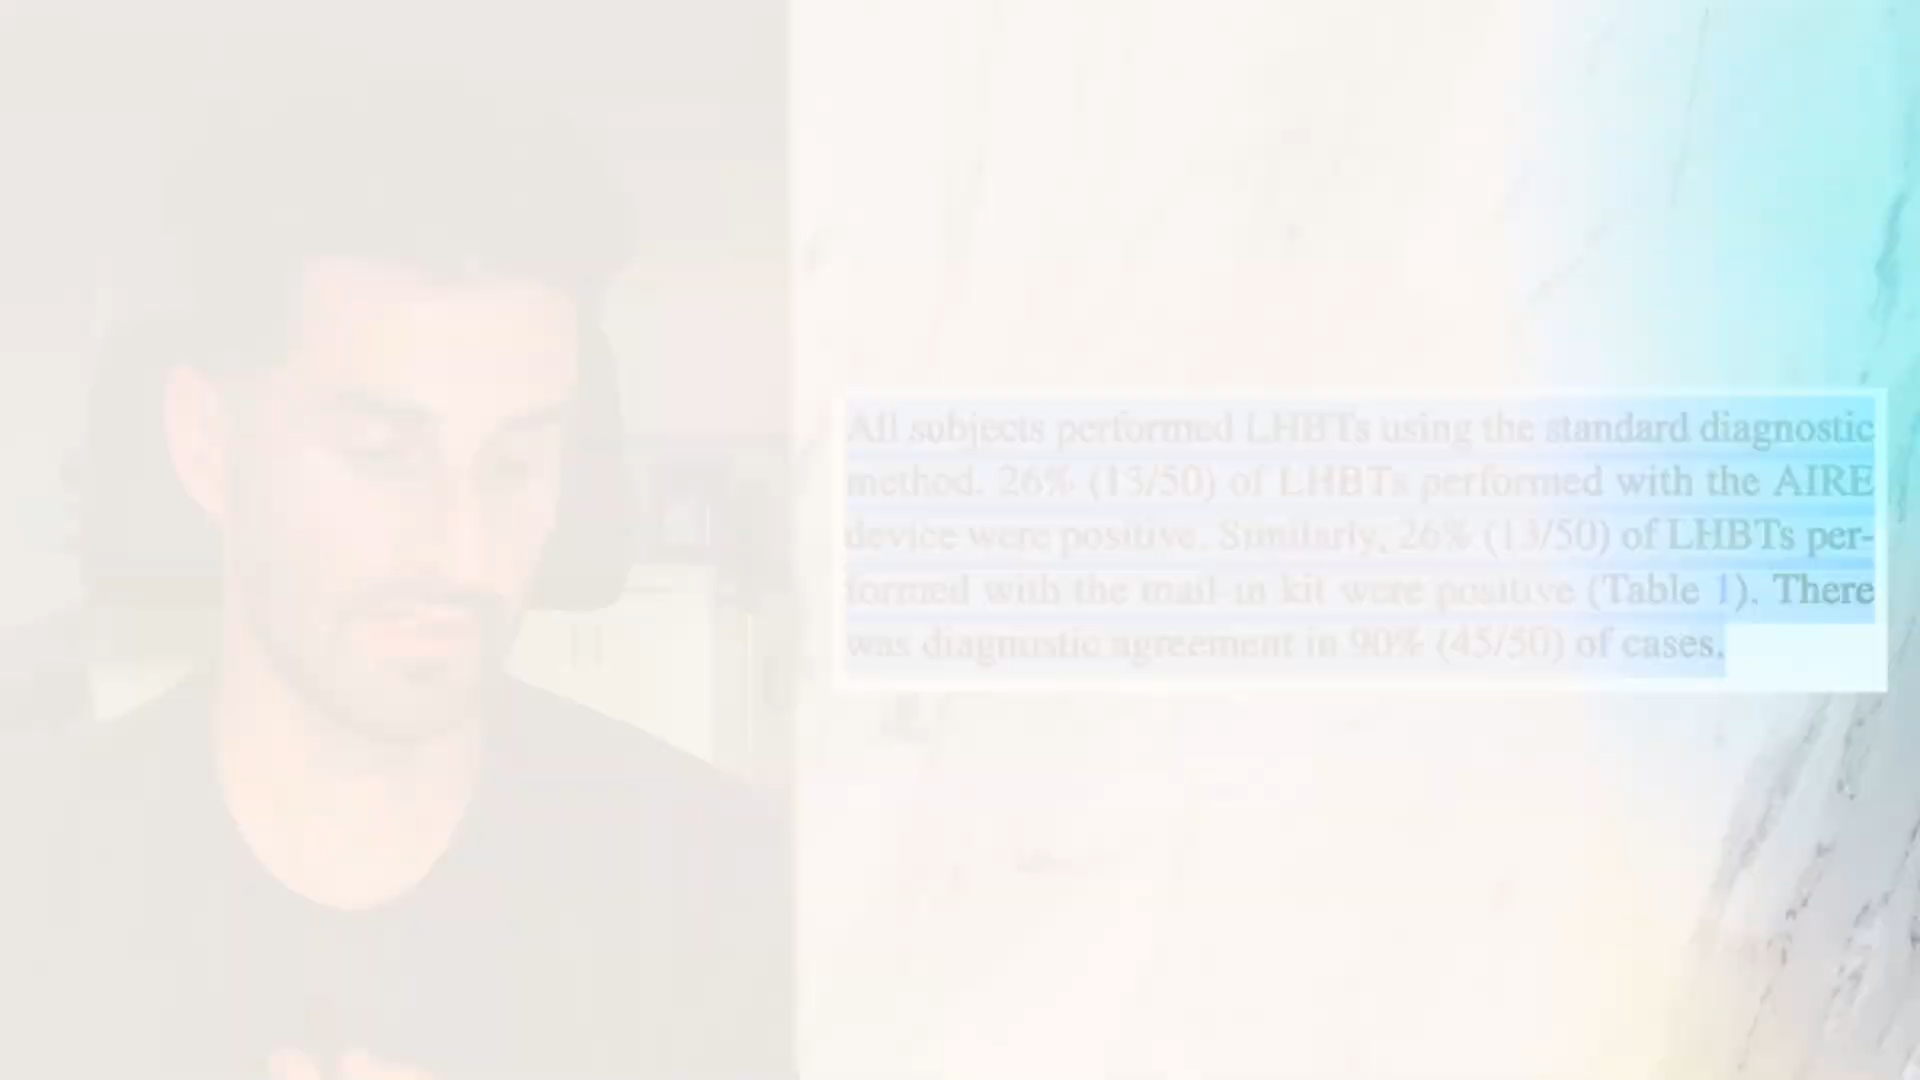 All subjects performed LHBTs using the standard diagnostic
method. 26% (13/50) of LHBTs performed with the AIRE
device were positive. Similarly, 26% (13/50) of LHBTs per-
formed with the mail-in kit were positive (Table 1). There
was diagnostic agreement in 90% (45/50) of cases.